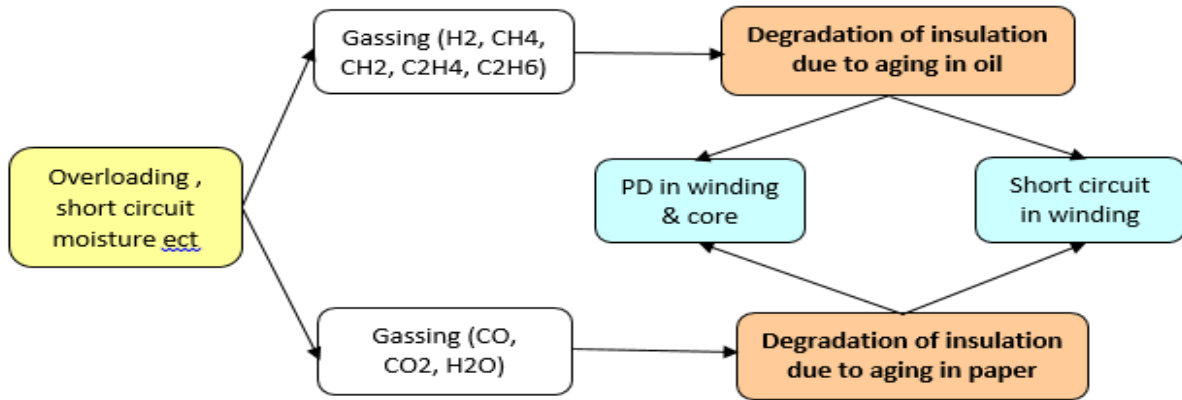 Gassing (H2, CH4,
CH2, C2H4, C2H6)
Degradation of insulation
due to aging in oil
Overloading ,
short circuit
moisture ect
PD in winding
& core
Short circuit
in winding
Gassing (CO,
CO2, H2O)
Degradation of insulation
due to aging in paper